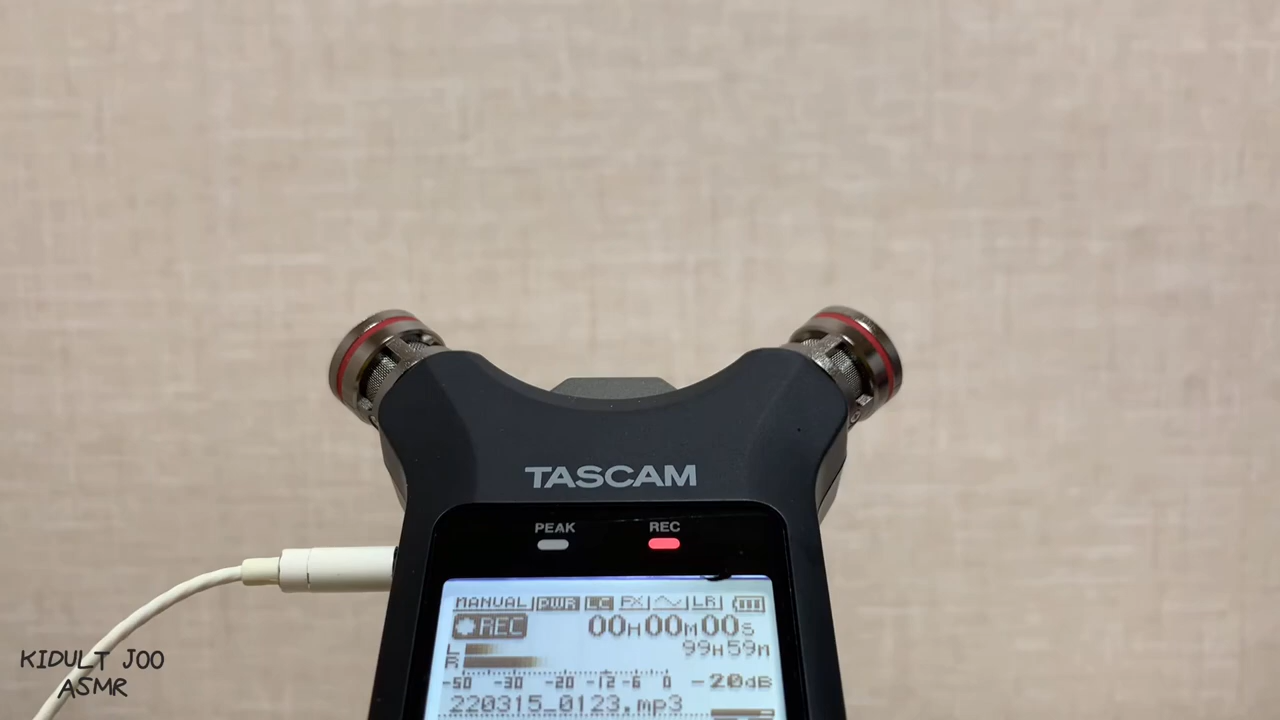 TASCAM
PEAK REC
MANUAL PWR LC FX LR
REC 00H00M00S
L 99H59M
R
-50 -30 -20 -12 -6 0 -20dB
220315_0123.mp3
KIDULT JOO
ASMR